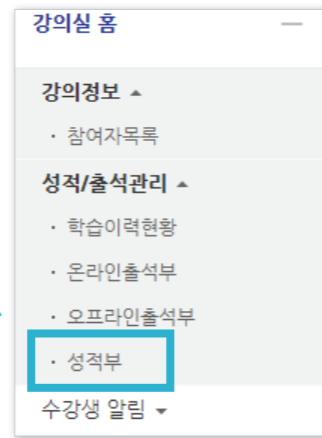 강의실 홈
강의정보
참여자목록
성적/출석관리
학습이력현황
온라인출석부
오프라인출석부
성적부
수강생 알림